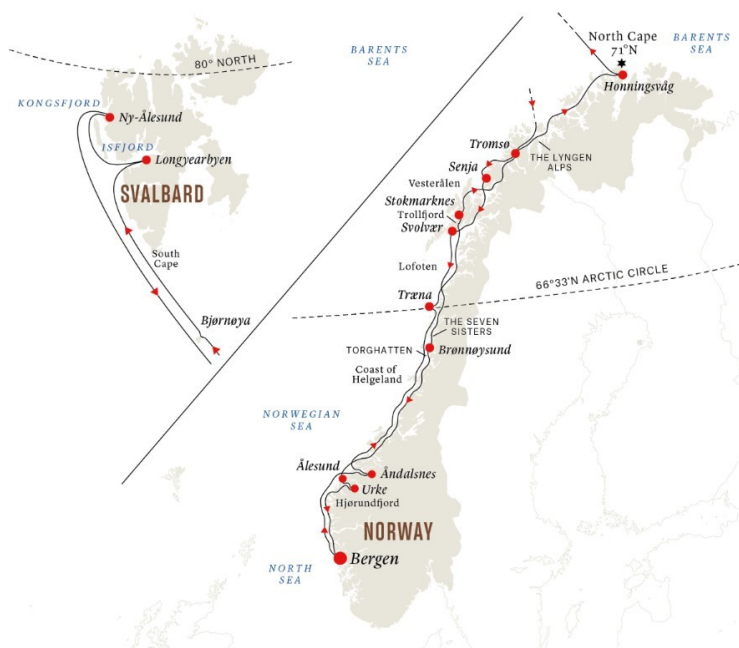 80° NORTH
KONGSFJORD
Ny-Ålesund
ISFJORD
Longyearbyen
SVALBARD
South
Cape
Bjørnøya
BARENTS
SEA
North Cape
71°N
BARENTS
SEA
Honningsvåg
Tromsø
THE LYNGEN
ALPS
Senja
Vesterålen
Stokmarknes
Trollfjord
Svolvær
Lofoten
66°33'N ARCTIC CIRCLE
Træna
THE SEVEN
SISTERS
TORGHATTEN
Brønnøysund
Coast of
Helgeland
NORWEGIAN
SEA
Ålesund
Åndalsnes
Urke
Hjørundfjord
NORWAY
NORTH
SEA
Bergen